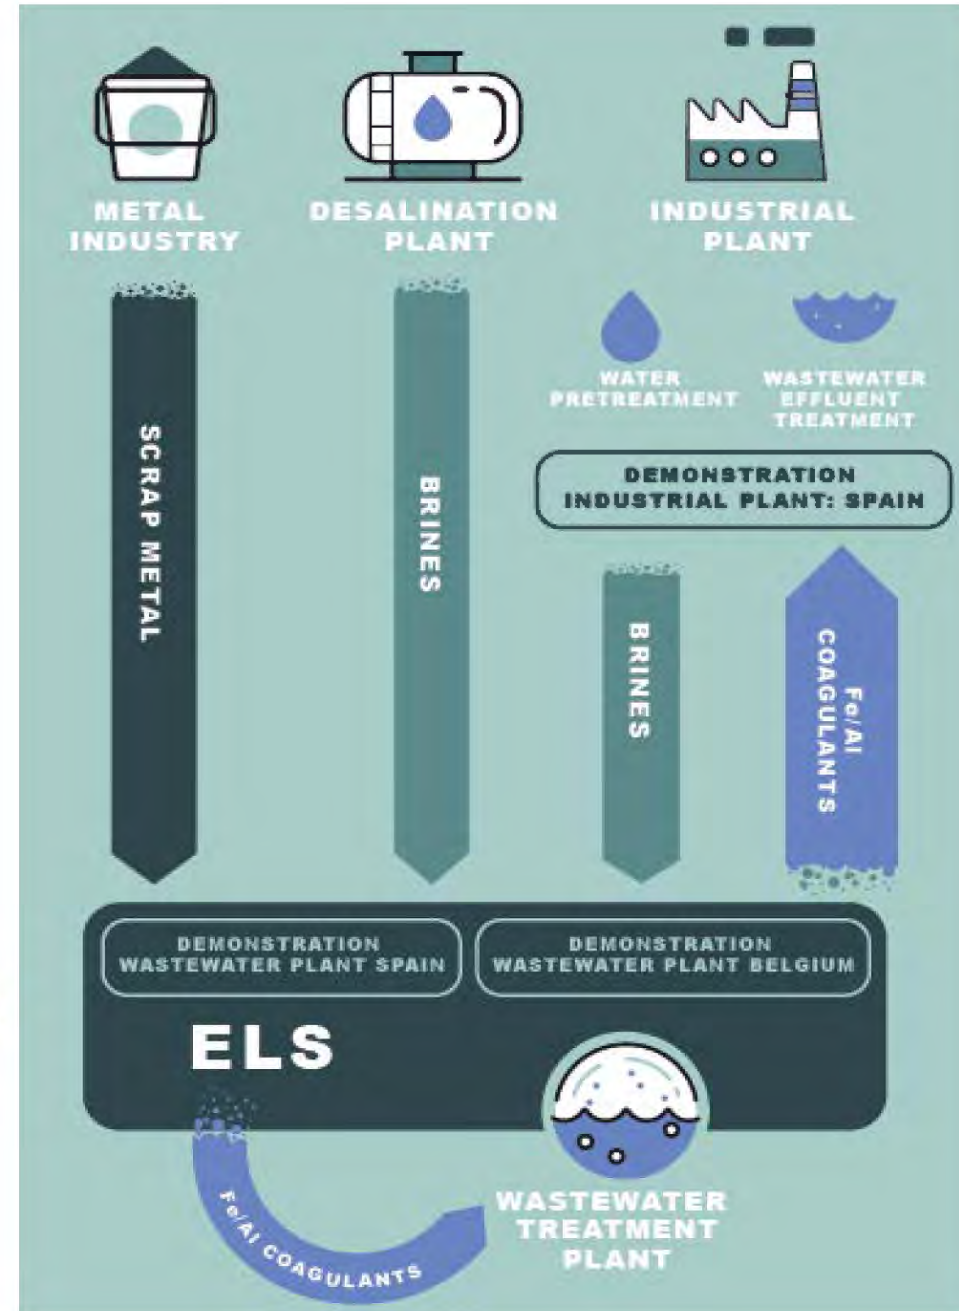 METAL
INDUSTRY
DESALINATION
PLANT
INDUSTRIAL
PLANT
WATER
PRETREATMENT
WASTEWATER
EFFLUENT
TREATMENT
DEMONSTRATION
INDUSTRIAL PLANT: SPAIN
SCRAP METAL
BRINES
BRINES
Fe/Al
COAGULANTS
DEMONSTRATION
WASTEWATER PLANT SPAIN
DEMONSTRATION
WASTEWATER PLANT BELGIUM
ELS
Fe/Al COAGULANTS
WASTEWATER
TREATMENT
PLANT